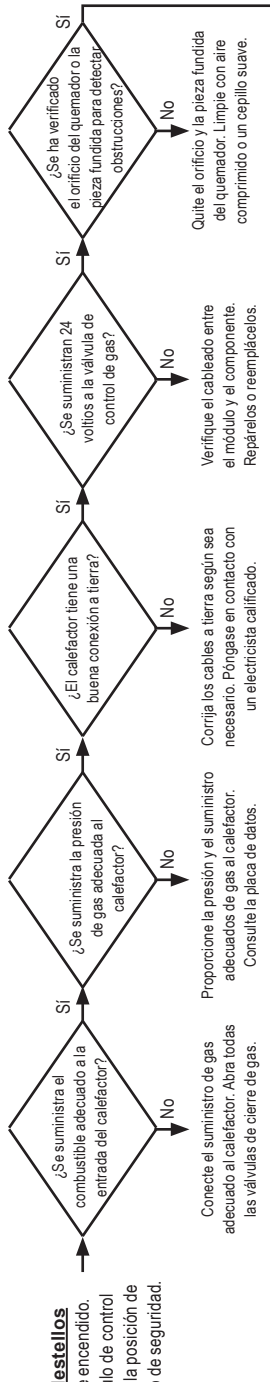 destellos
encendido.
de control
la posición de
de seguridad.
¿Se suministra el
combustible adecuado a la
entrada del calefactor?
Sí
No
Conecte el suministro de gas
adecuado al calefactor. Abra todas
las válvulas de cierre de gas.
¿Se suministra la presión
de gas adecuada al
calefactor?
Sí
No
Proporcione la presión y el suministro
adecuados de gas al calefactor.
Consulte la placa de datos.
¿El calefactor tiene una
buena conexión a tierra?
Sí
No
Corrija los cables a tierra según sea
necesario. Póngase en contacto con
un electricista calificado.
¿Se suministran 24
voltios a la válvula de
control de gas?
Sí
No
Verifique el cableado entre
el módulo y el componente.
Repárelos o reemplácelos.
¿Se ha verificado
el orificio del quemador o la
pieza fundida para detectar
obstrucciones?
Sí
No
Quite el orificio y la pieza fundida
del quemador. Limpie con aire
comprimido o un cepillo suave.